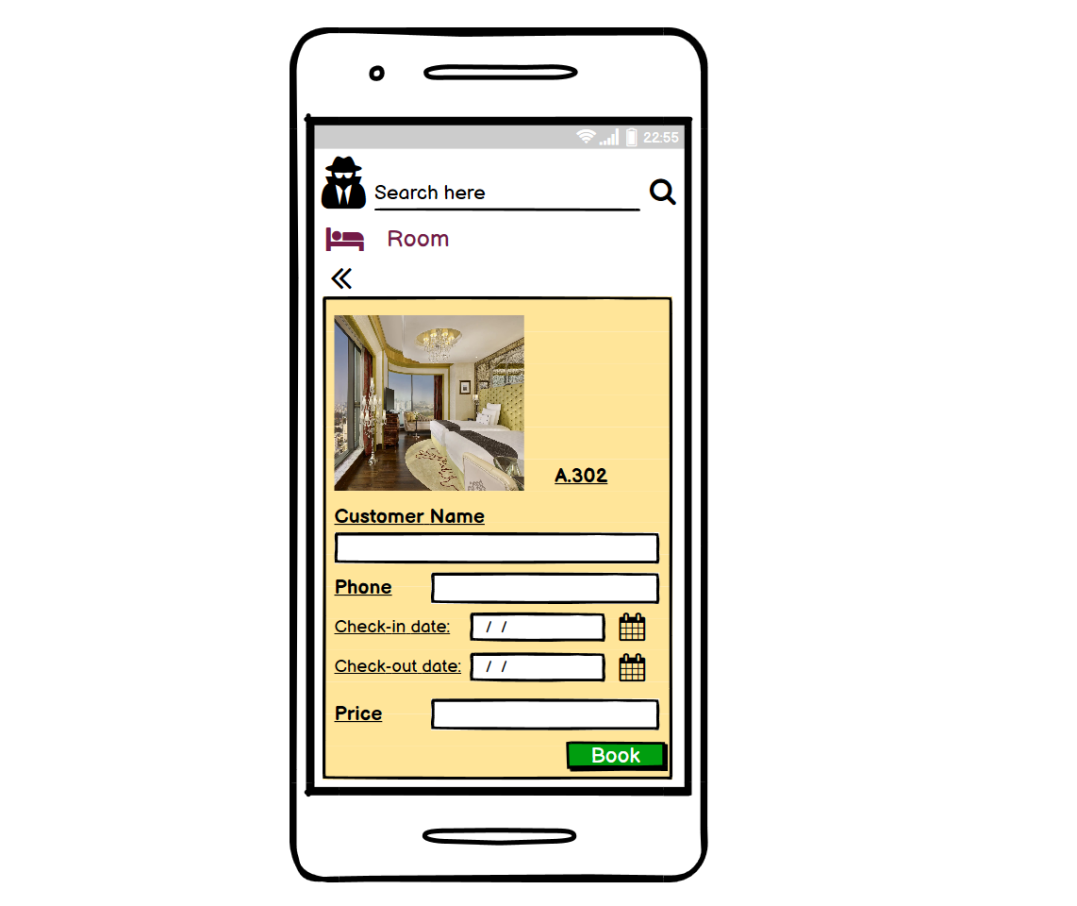 22:55
Search here
Room
A.302
Customer Name
Phone
Check-in date: / /
Check-out date: / /
Price
Book